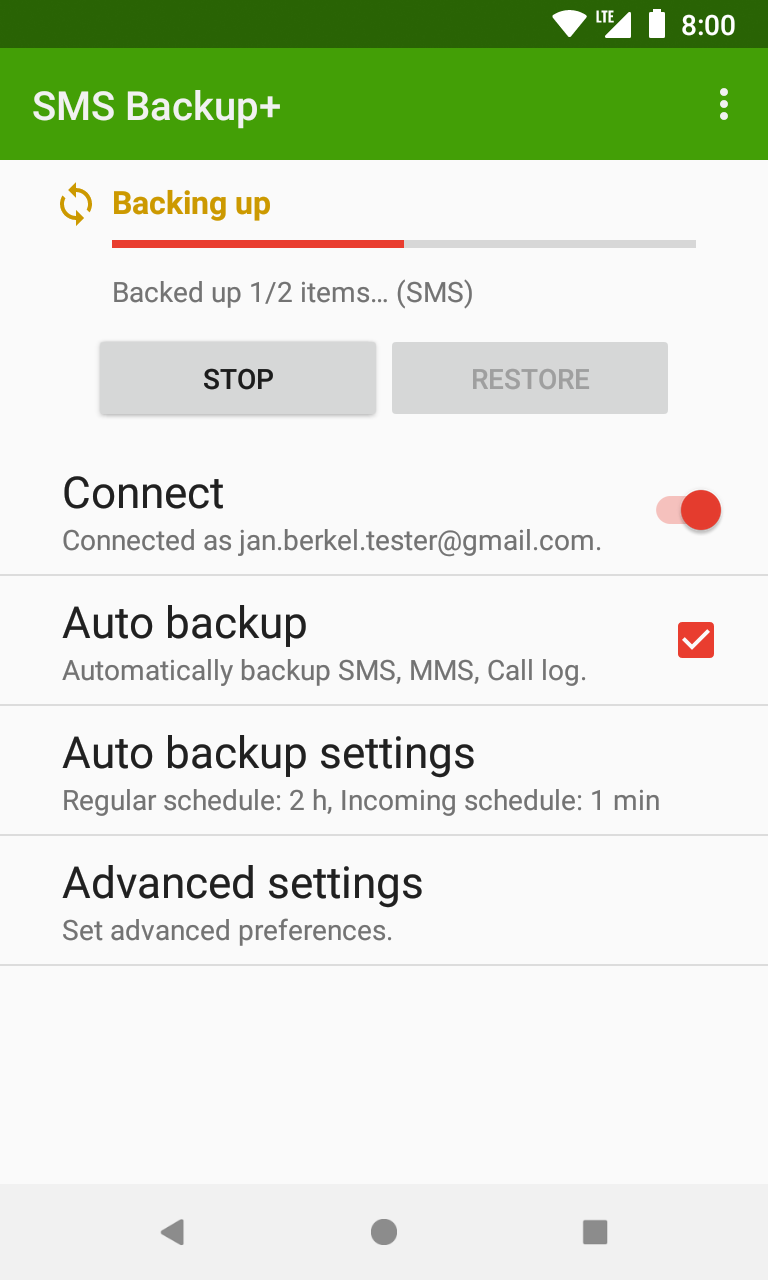 LTE 8:00
SMS Backup+
Backing up
Backed up 1/2 items… (SMS)
STOP RESTORE
Connect
Connected as jan.berkel.tester@gmail.com.
Auto backup
Automatically backup SMS, MMS, Call log.
Auto backup settings
Regular schedule: 2 h, Incoming schedule: 1 min
Advanced settings
Set advanced preferences.